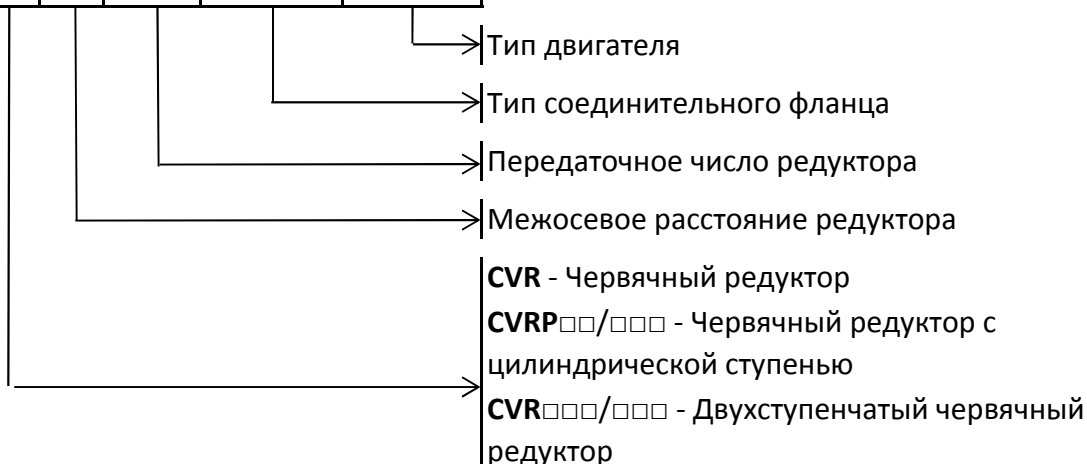 Тип двигателя
Тип соединительного фланца
Передаточное число редуктора
Межосевое расстояние редуктора
CVR - Червячный редуктор
CVRP□□/□□□ - Червячный редуктор с
цилиндрической ступенью
CVR□□□/□□□ - Двухступенчатый червячный
редуктор